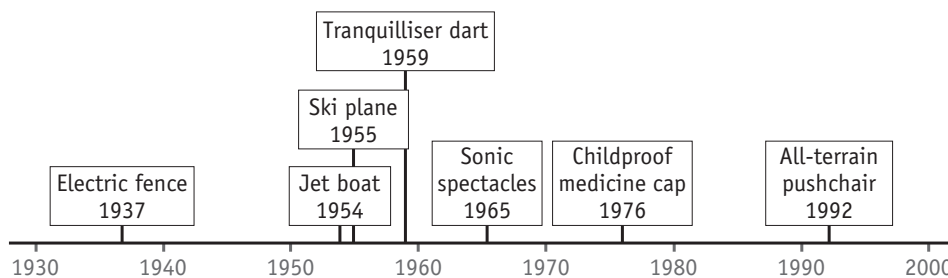 Tranquilliser dart
1959
Ski plane
1955
Electric fence
1937
Jet boat
1954
Sonic
spectacles
1965
Childproof
medicine cap
1976
All-terrain
pushchair
1992
1930
1940
1950
1960
1970
1980
1990
2000